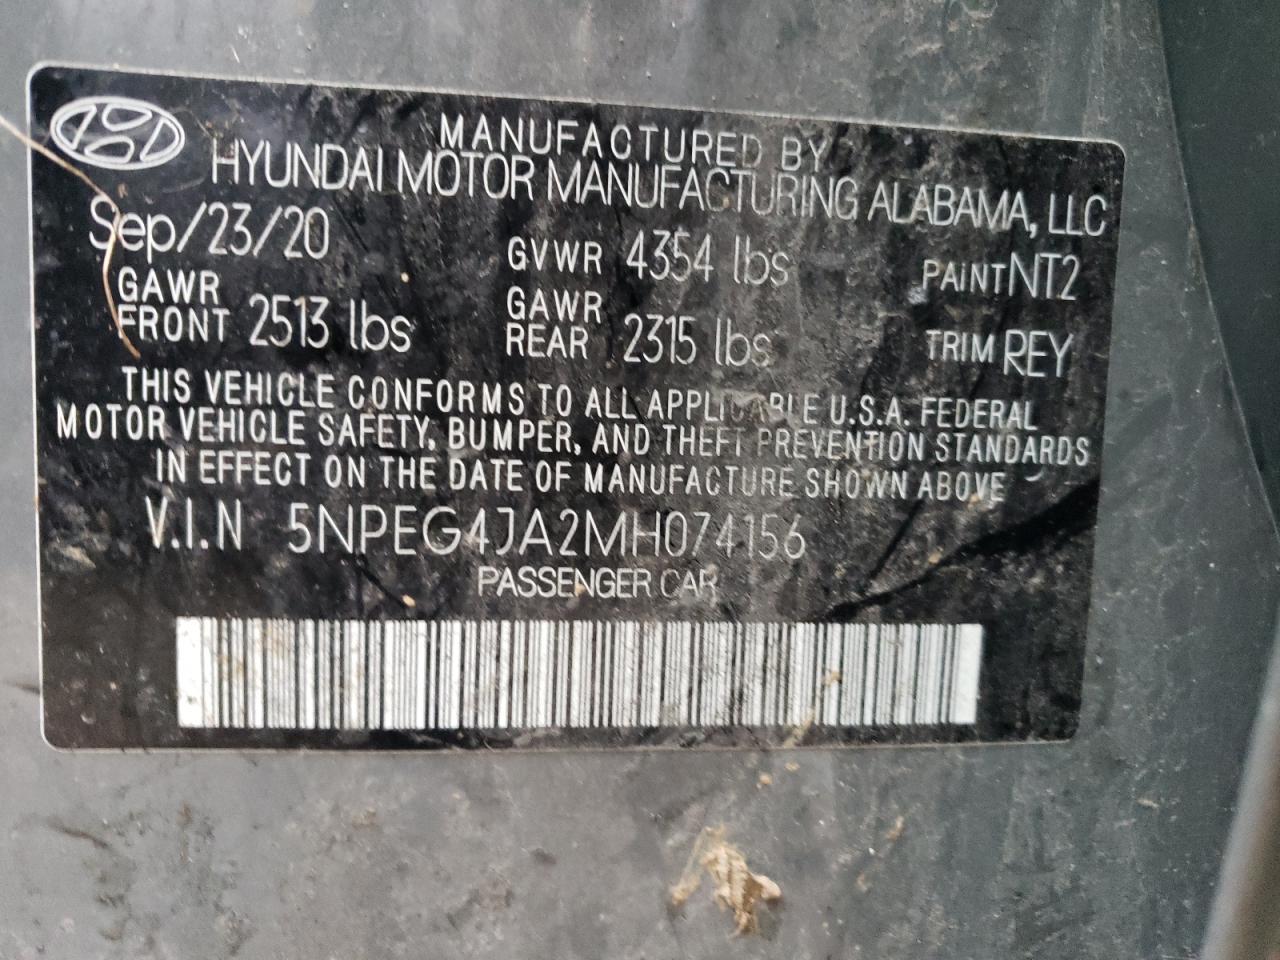 MANUFACTURED BY
HYUNDAI MOTOR MANUFACTURING ALABAMA, LLC
Sep/23/20 GVWR 4354 lbs PAINT NT2
GAWR FRONT 2513 lbs GAWR REAR 2315 lbs TRIM REY
THIS VEHICLE CONFORMS TO ALL APPLICABLE U.S.A. FEDERAL
MOTOR VEHICLE SAFETY, BUMPER, AND THEFT PREVENTION STANDARDS
IN EFFECT ON THE DATE OF MANUFACTURE SHOWN ABOVE
V.I.N 5NPEG4JA2MH074156
PASSENGER CAR